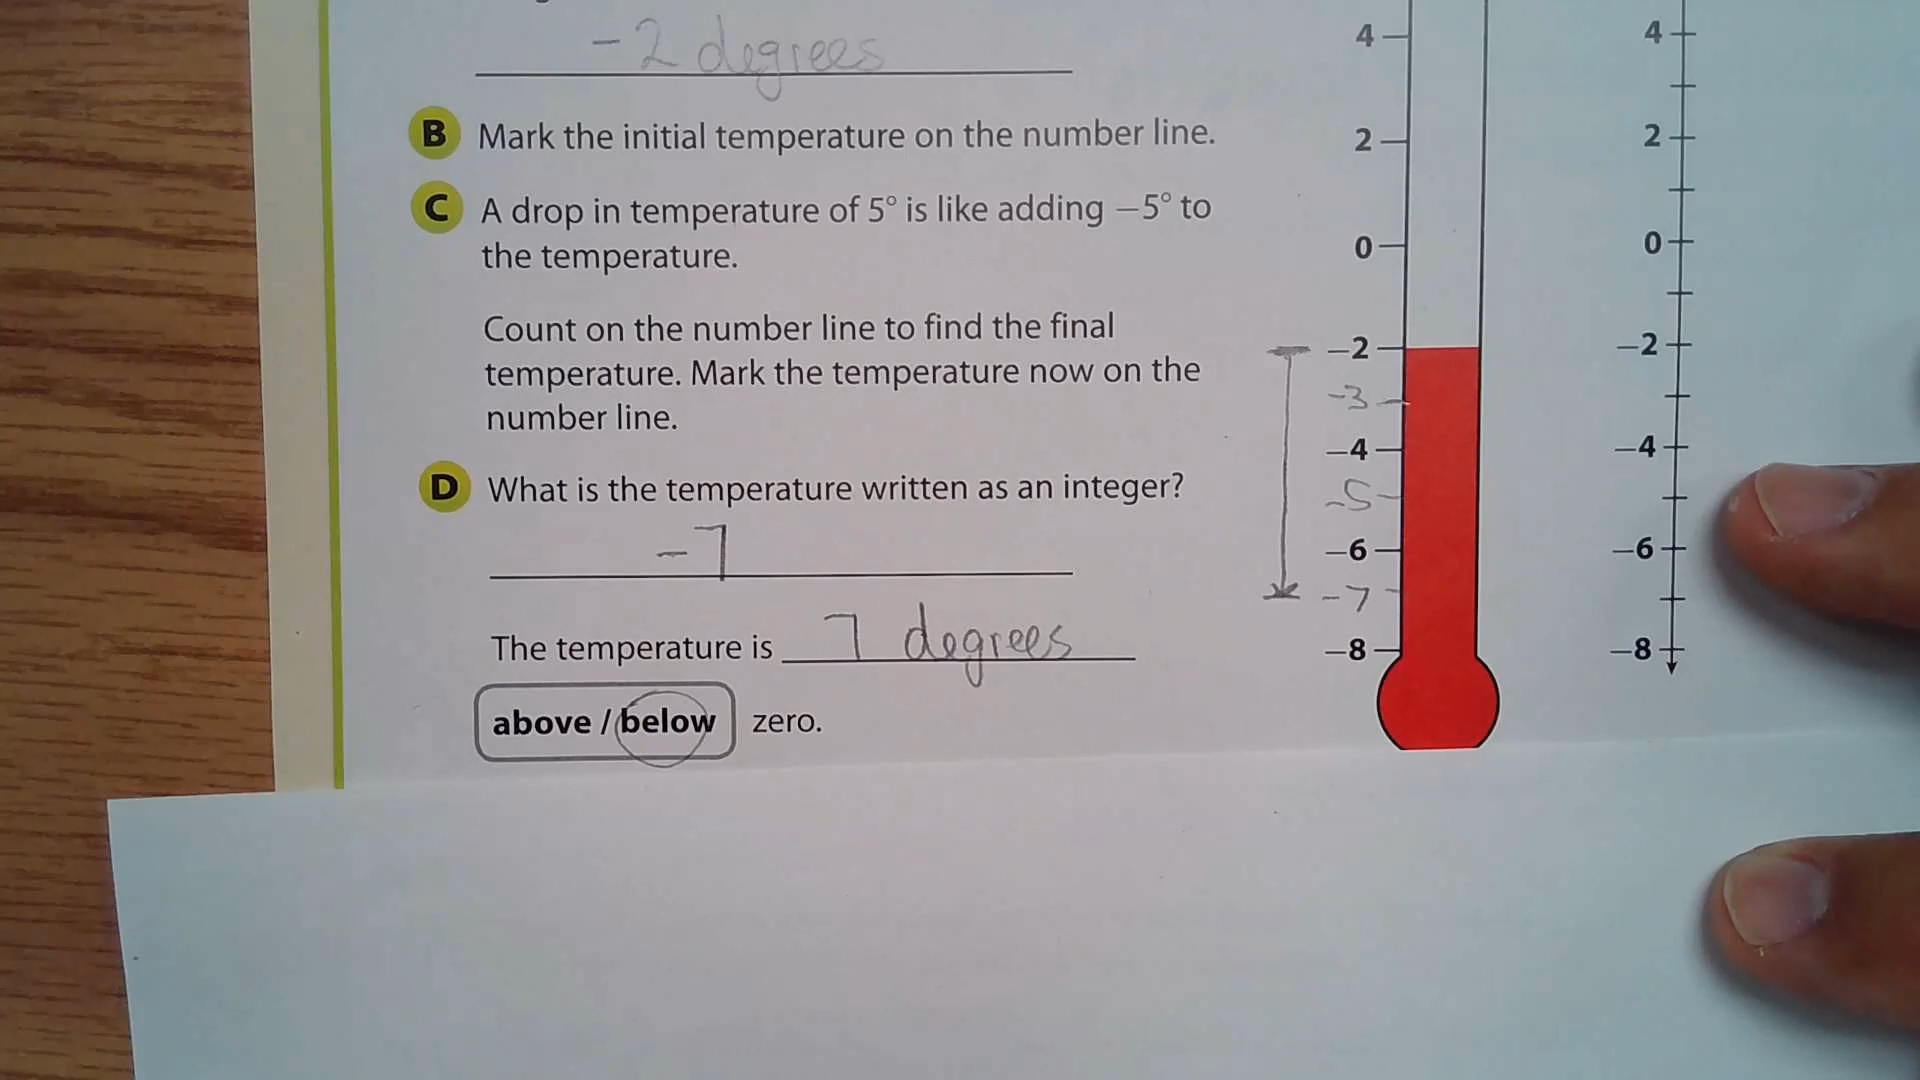 -2 degrees
B Mark the initial temperature on the number line.
C A drop in temperature of 5° is like adding −5° to
the temperature.
Count on the number line to find the final
temperature. Mark the temperature now on the
number line.
D What is the temperature written as an integer?
-7
The temperature is 7 degrees
above / below zero.
4
2
0
−2
-3
−4
-5
−6
-7
−8
4
2
0
−2
−4
−6
−8